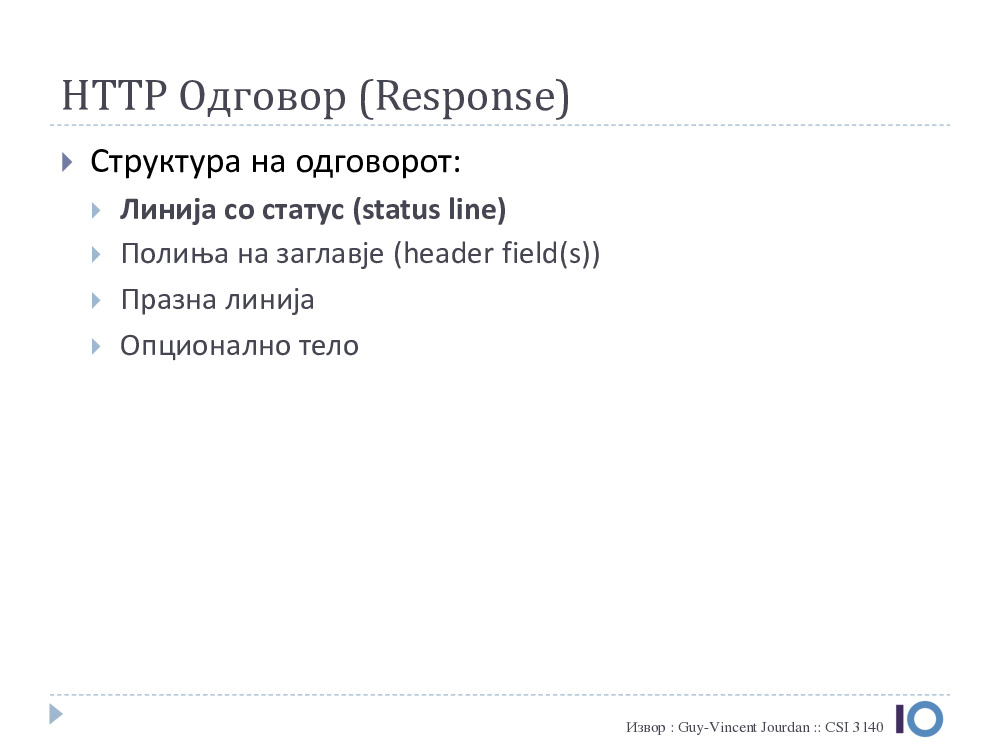 HTTP Одговор (Response)
Структура на одговорот:
Линија со статус (status line)
Полиња на заглавје (header field(s))
Празна линија
Опционално тело
Извор : Guy-Vincent Jourdan :: CSI 3140